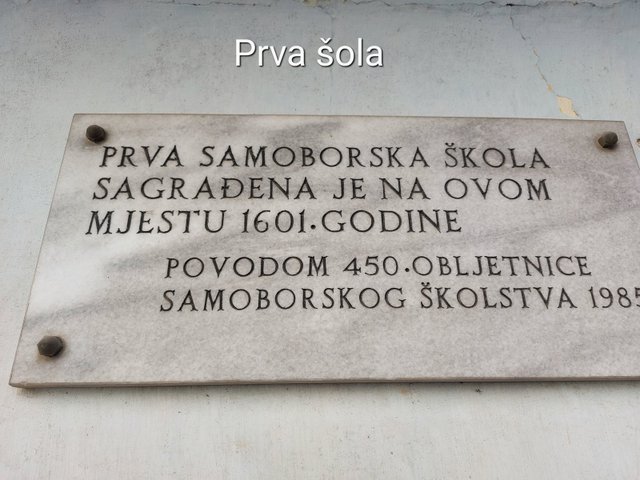 Prva šola
PRVA SAMOBORSKA ŠKOLA
SAGRAĐENA JE NA OVOM
MJESTU 1601. GODINE
POVODOM 450. OBLJETNICE
SAMOBORSKOG ŠKOLSTVA 1985